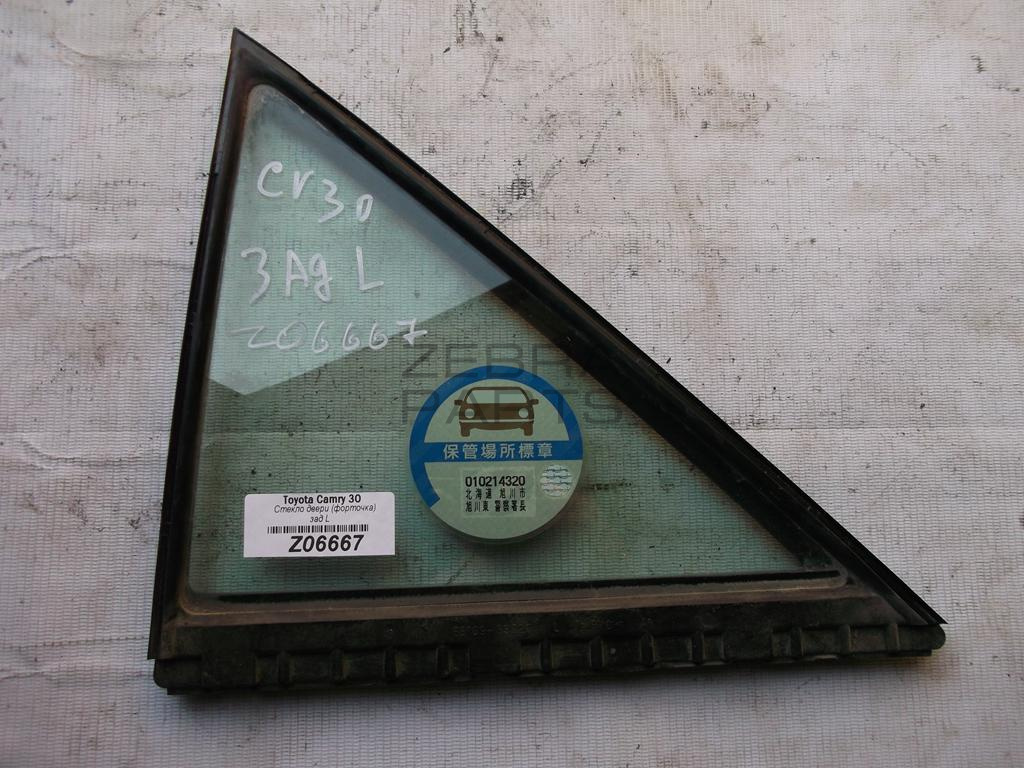 CV30
ЗАд L
Z06667
ZEBRA
PARTS
保管場所標章
010214320
北海道 旭川市
旭川東 警察署長
Toyota Camry 30
Стекло двери (форточка)
зад L
Z06667